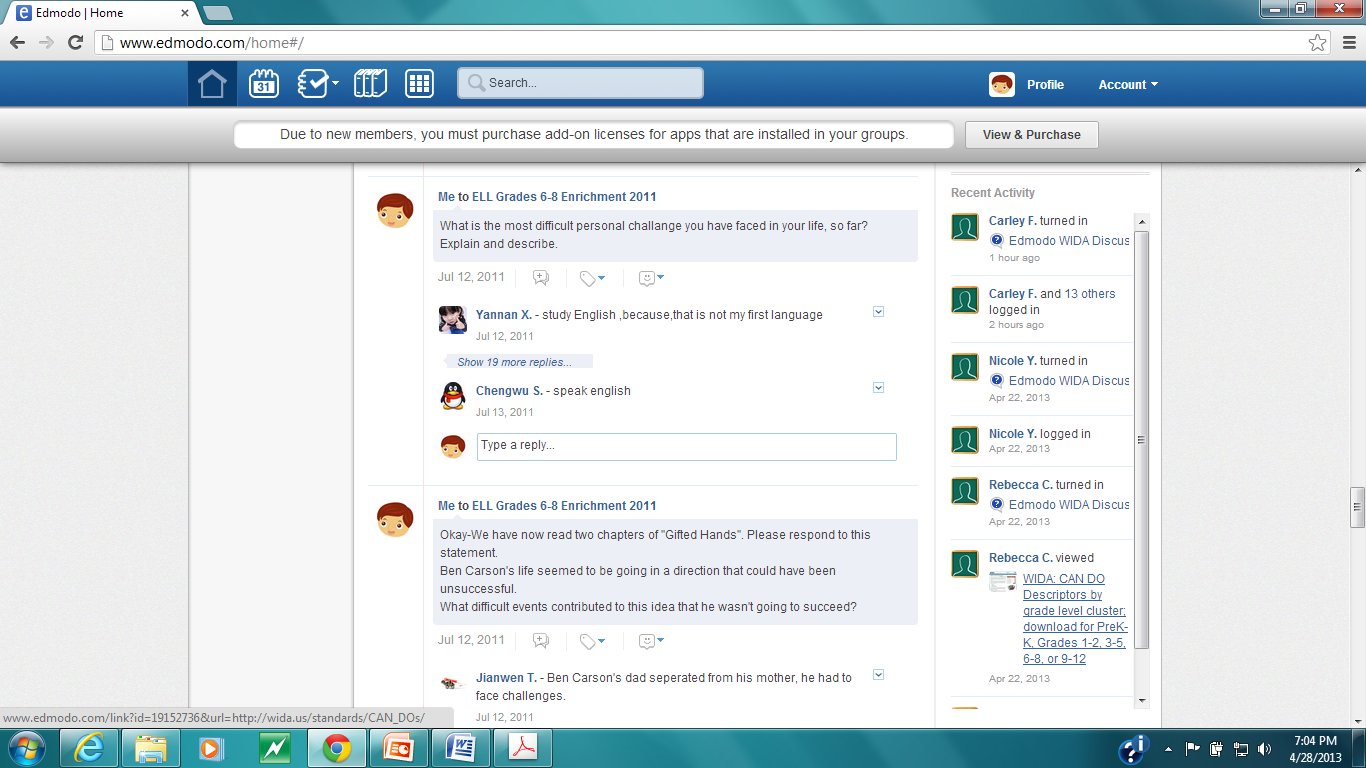 Edmodo | Home
www.edmodo.com/home#/
31
Search...
Profile
Account
Due to new members, you must purchase add-on licenses for apps that are installed in your groups.
View & Purchase
Me to ELL Grades 6-8 Enrichment 2011
What is the most difficult personal challange you have faced in your life, so far?
Explain and describe.
Jul 12, 2011
Yannan X. - study English ,because,that is not my first language
Jul 12, 2011
Show 19 more replies...
Chengwu S. - speak english
Jul 13, 2011
Type a reply...
Me to ELL Grades 6-8 Enrichment 2011
Okay-We have now read two chapters of "Gifted Hands". Please respond to this
statement.
Ben Carson's life seemed to be going in a direction that could have been
unsuccessful.
What difficult events contributed to this idea that he wasn't going to succeed?
Jul 12, 2011
Jianwen T. - Ben Carson's dad seperated from his mother, he had to
face challenges.
Jul 12, 2011
Recent Activity
Carley F. turned in
Edmodo WIDA Discus
1 hour ago
Carley F. and 13 others
logged in
2 hours ago
Nicole Y. turned in
Edmodo WIDA Discus
Apr 22, 2013
Nicole Y. logged in
Apr 22, 2013
Rebecca C. turned in
Edmodo WIDA Discus
Apr 22, 2013
Rebecca C. viewed
WIDA: CAN DO
Descriptors by
grade level cluster;
download for PreK-
K, Grades 1-2, 3-5,
6-8, or 9-12
Apr 22, 2013
www.edmodo.com/link?id=19152736&url=http://wida.us/standards/CAN_DOs/
7:04 PM
4/28/2013